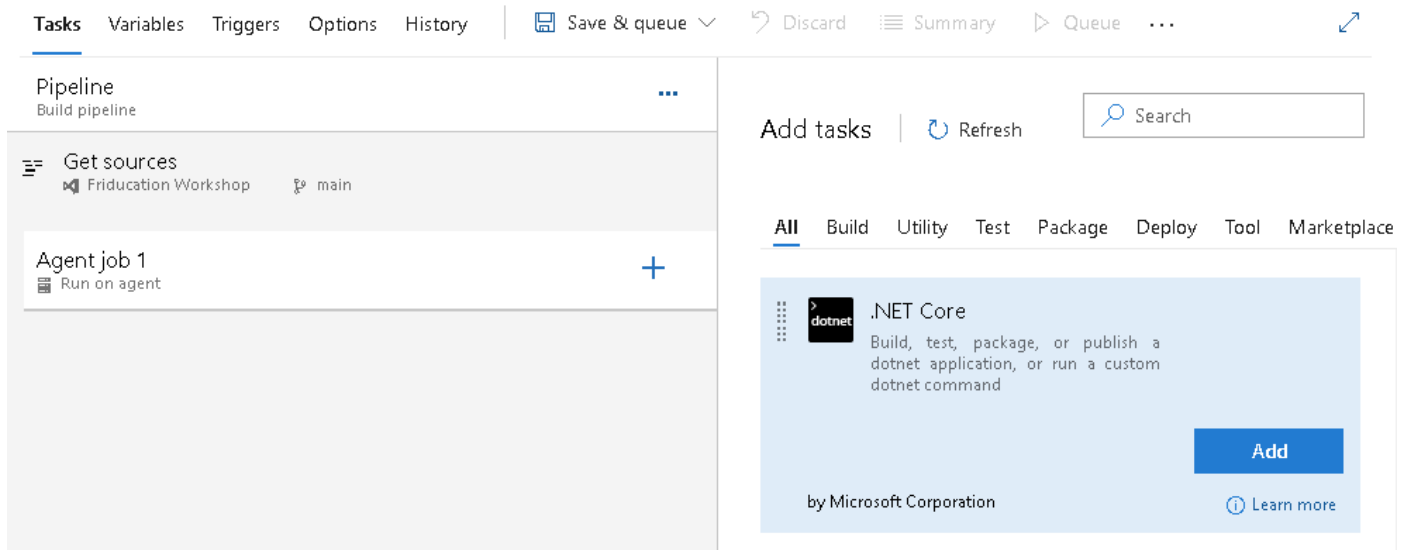 Tasks Variables Triggers Options History Save & queue Discard Summary Queue ...
Pipeline
Build pipeline
...
Get sources
Friducation Workshop main
Agent job 1
Run on agent
Add tasks Refresh Search
All Build Utility Test Package Deploy Tool Marketplace
>
dotnet
.NET Core
Build, test, package, or publish a
dotnet application, or run a custom
dotnet command
Add
by Microsoft Corporation Learn more